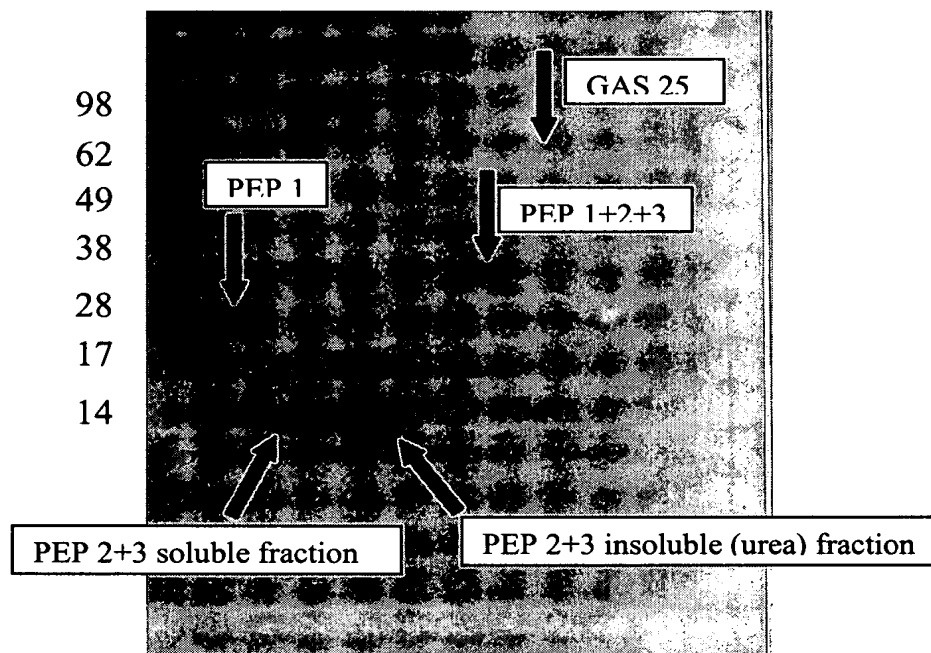 GAS 25
98
62
PEP 1
49
PEP 1+2+3
38
28
17
14
PEP 2+3 soluble fraction
PEP 2+3 insoluble (urea) fraction